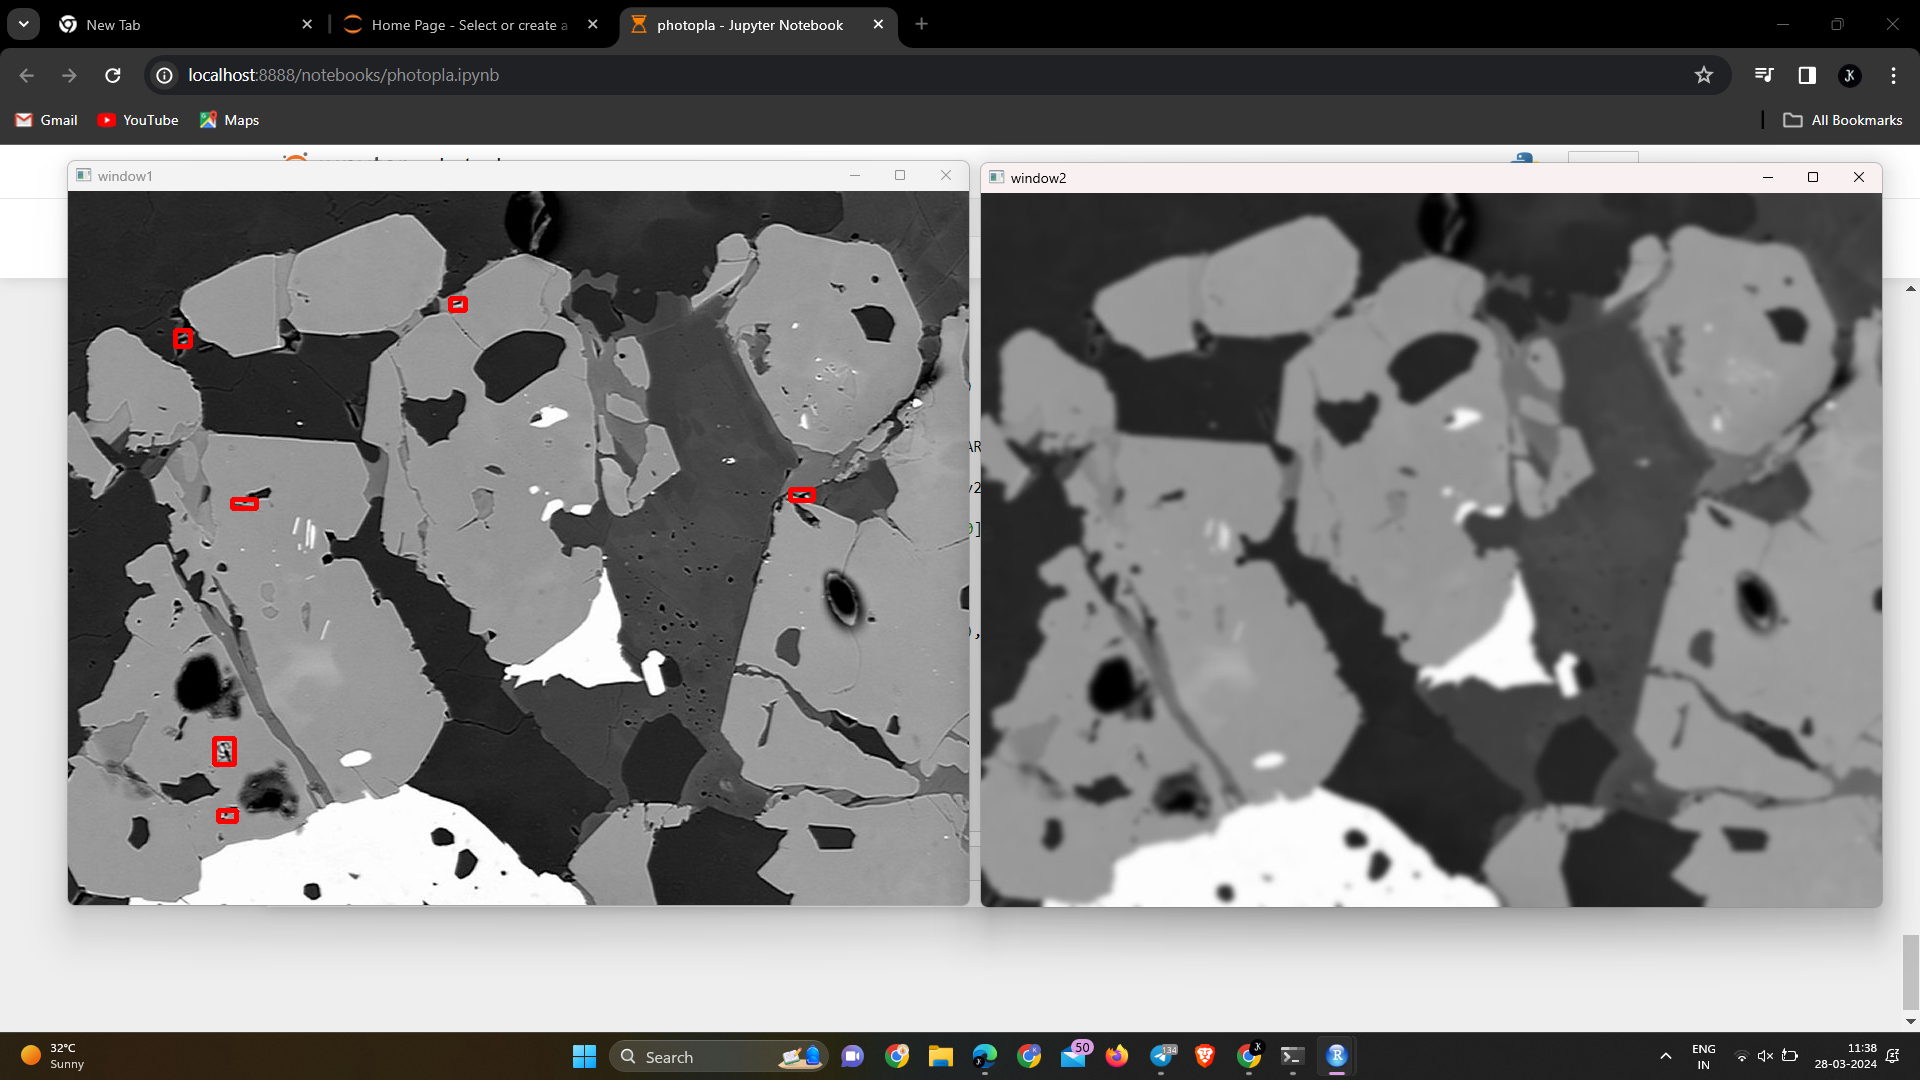 New Tab
Home Page - Select or create a
photopla - Jupyter Notebook
localhost:8888/notebooks/photopla.ipynb
Gmail
YouTube
Maps
All Bookmarks
window1
window2
32°C
Sunny
Search
50
134
ENG
IN
11:38
28-03-2024